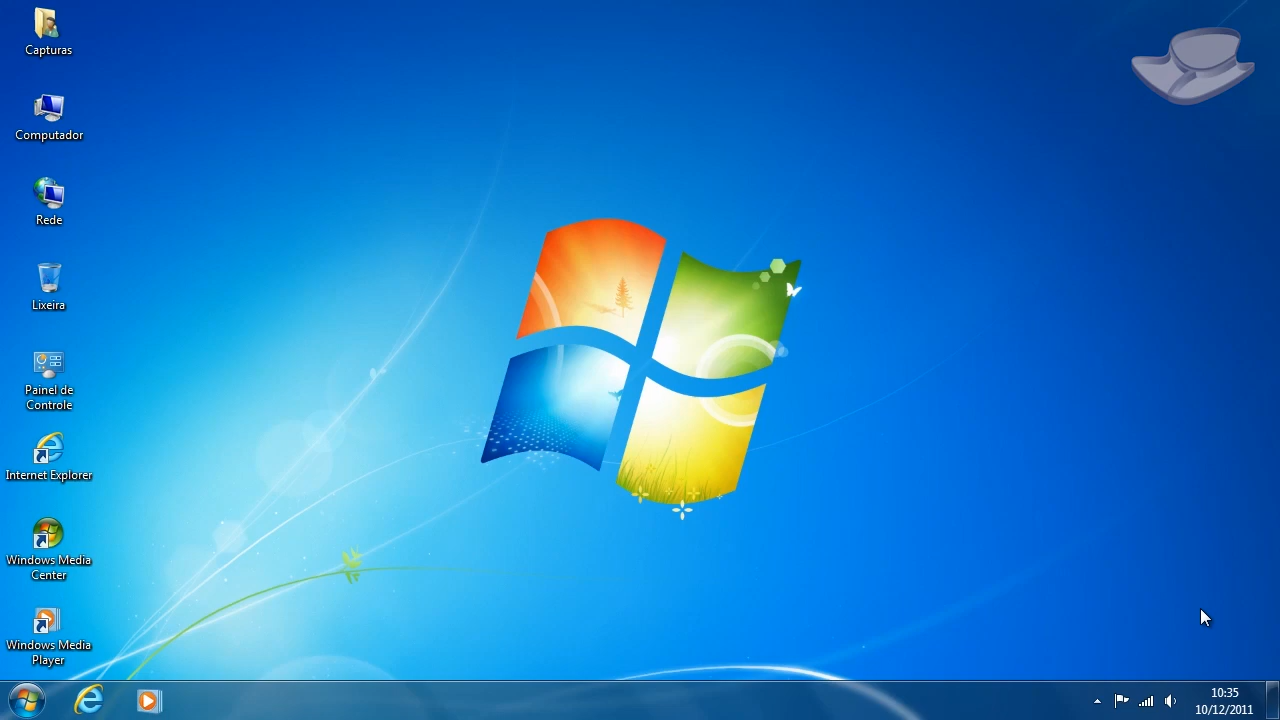 Capturas
Computador
Rede
Lixeira
Painel de
Controle
Internet Explorer
Windows Media
Center
Windows Media
Player
10:35
10/12/2011